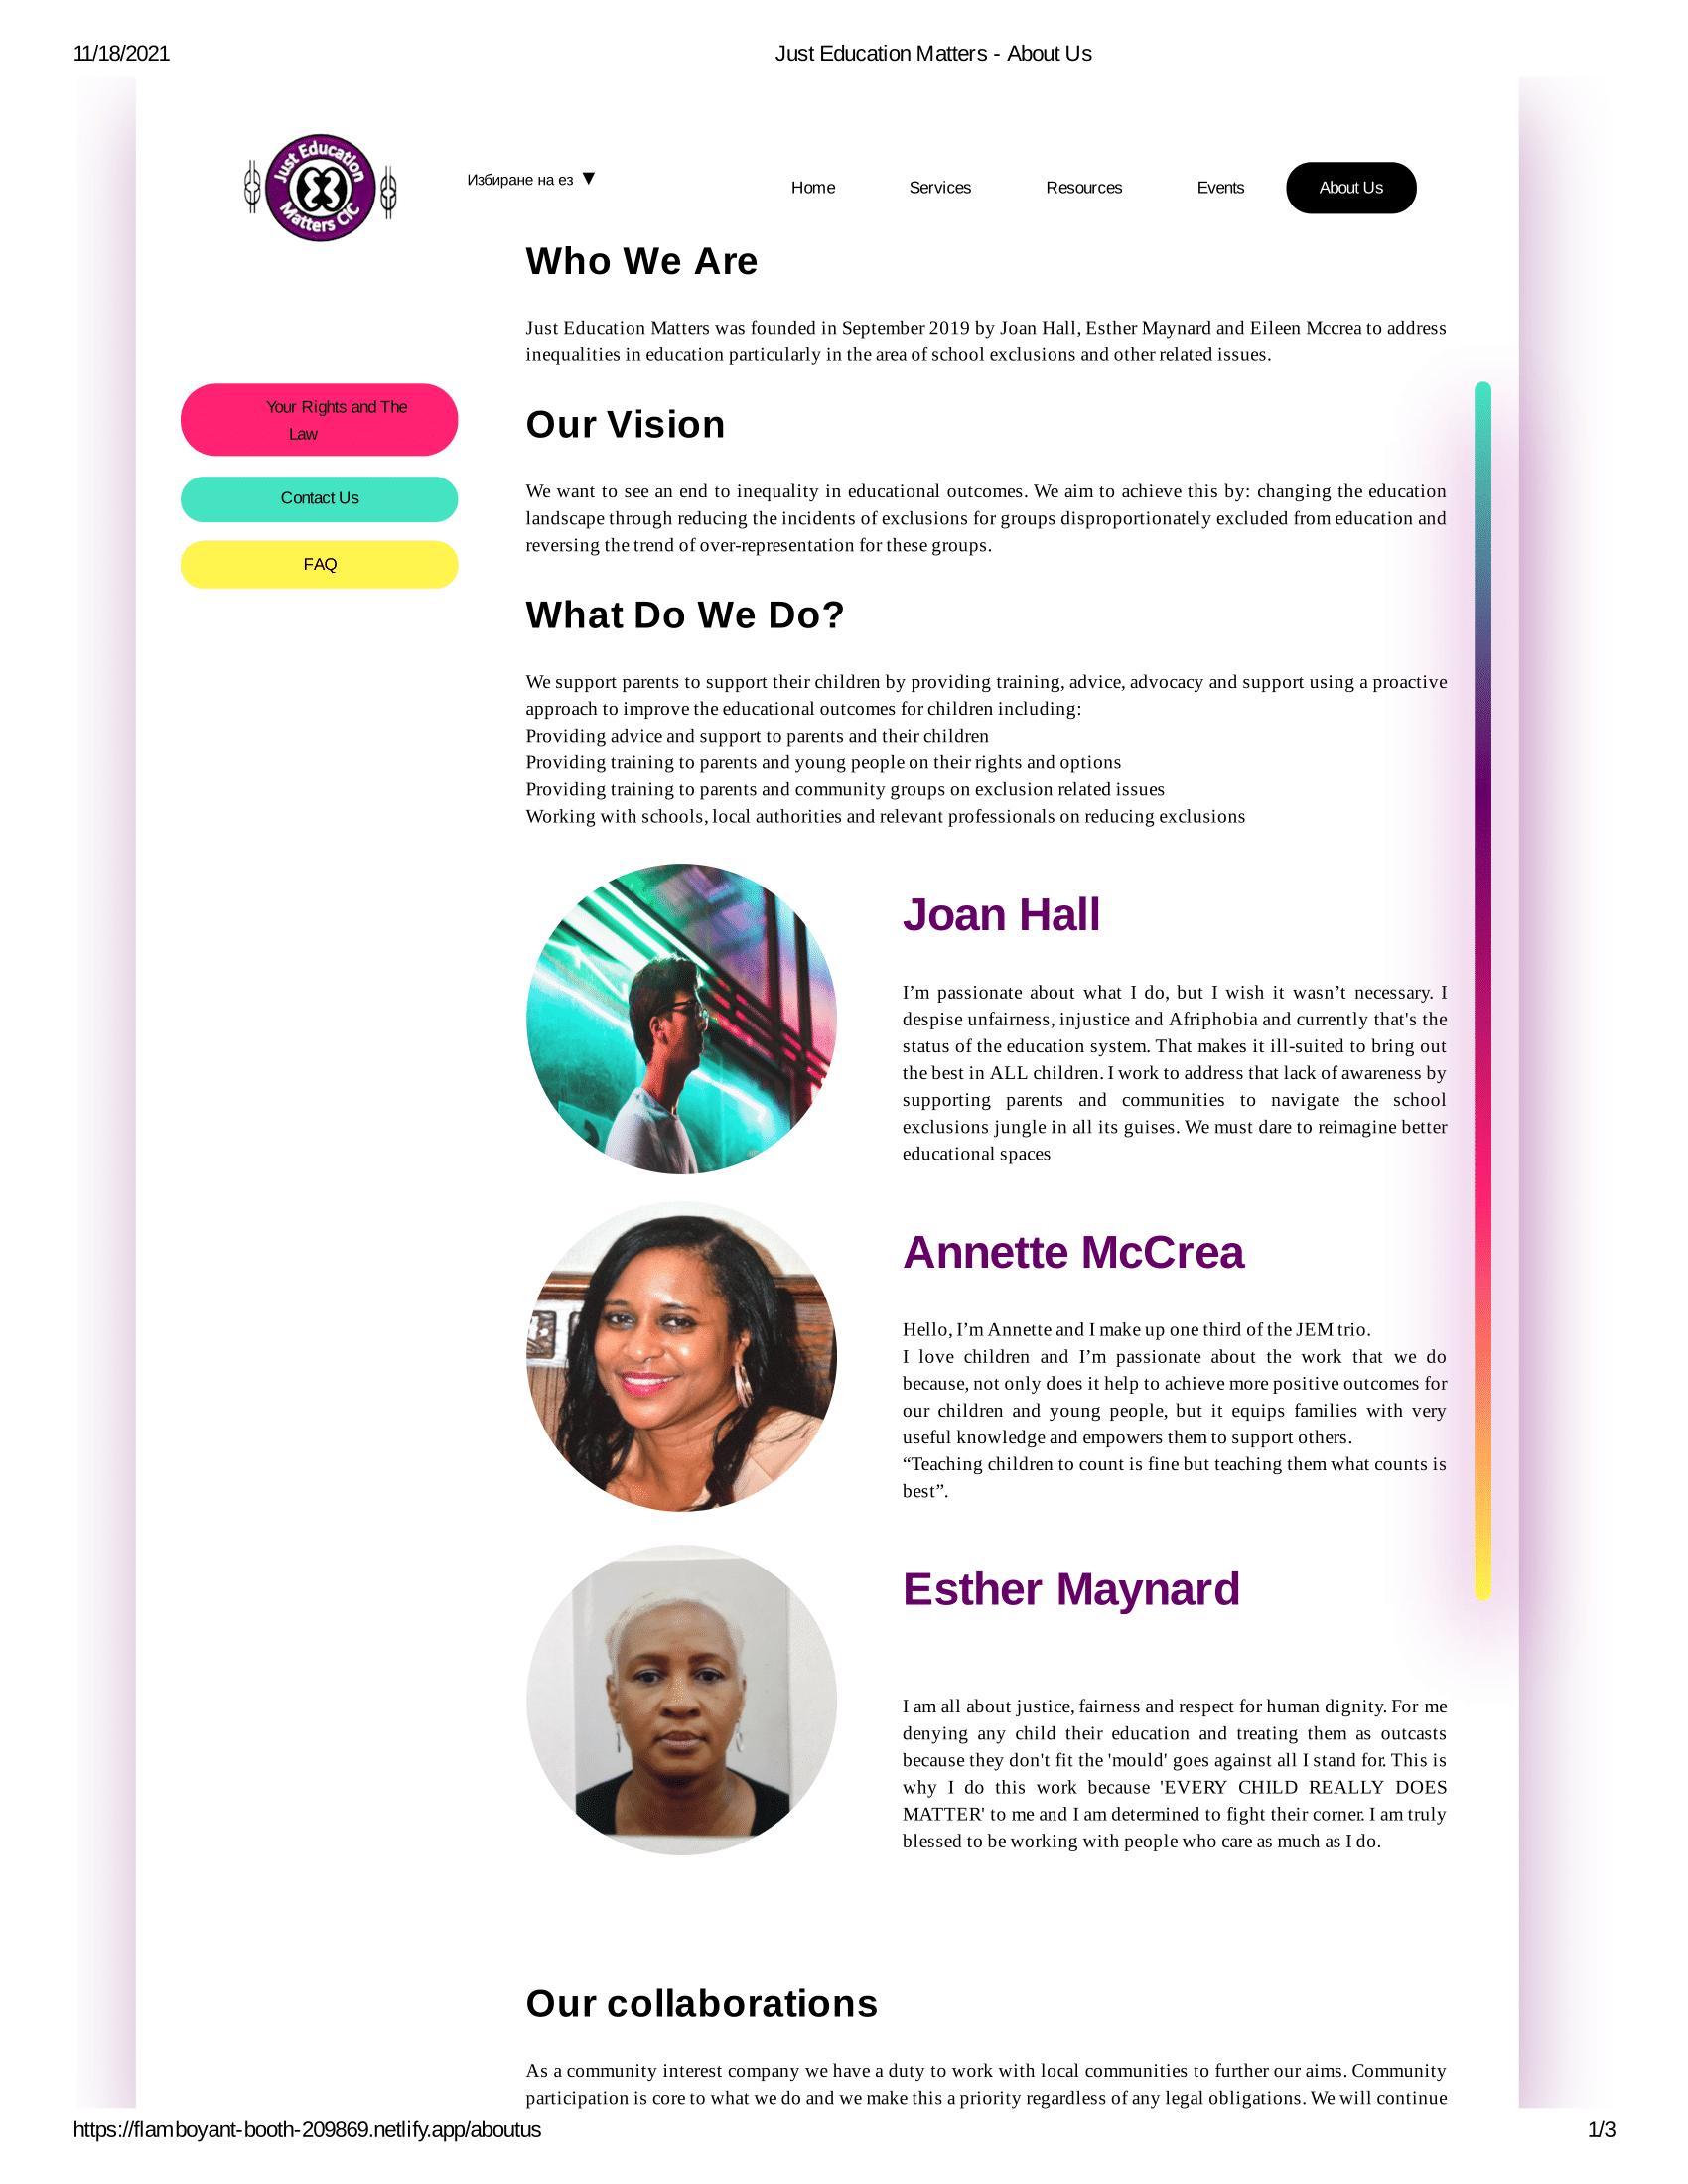 11/18/2021
Just Education Matters - About Us
Just Education
Matters CIC
Избиране на ез ▼
Home
Services
Resources
Events
About Us
Who We Are
Just Education Matters was founded in September 2019 by Joan Hall, Esther Maynard and Eileen Mccrea to address
inequalities in education particularly in the area of school exclusions and other related issues.
Your Rights and The
Law
Contact Us
FAQ
Our Vision
We want to see an end to inequality in educational outcomes. We aim to achieve this by: changing the education
landscape through reducing the incidents of exclusions for groups disproportionately excluded from education and
reversing the trend of over-representation for these groups.
What Do We Do?
We support parents to support their children by providing training, advice, advocacy and support using a proactive
approach to improve the educational outcomes for children including:
Providing advice and support to parents and their children
Providing training to parents and young people on their rights and options
Providing training to parents and community groups on exclusion related issues
Working with schools, local authorities and relevant professionals on reducing exclusions
Joan Hall
I’m passionate about what I do, but I wish it wasn’t necessary. I
despise unfairness, injustice and Afriphobia and currently that's the
status of the education system. That makes it ill-suited to bring out
the best in ALL children. I work to address that lack of awareness by
supporting parents and communities to navigate the school
exclusions jungle in all its guises. We must dare to reimagine better
educational spaces
Annette McCrea
Hello, I’m Annette and I make up one third of the JEM trio.
I love children and I’m passionate about the work that we do
because, not only does it help to achieve more positive outcomes for
our children and young people, but it equips families with very
useful knowledge and empowers them to support others.
“Teaching children to count is fine but teaching them what counts is
best”.
Esther Maynard
I am all about justice, fairness and respect for human dignity. For me
denying any child their education and treating them as outcasts
because they don't fit the 'mould' goes against all I stand for. This is
why I do this work because 'EVERY CHILD REALLY DOES
MATTER' to me and I am determined to fight their corner. I am truly
blessed to be working with people who care as much as I do.
Our collaborations
As a community interest company we have a duty to work with local communities to further our aims. Community
participation is core to what we do and we make this a priority regardless of any legal obligations. We will continue
https://flamboyant-booth-209869.netlify.app/aboutus
1/3